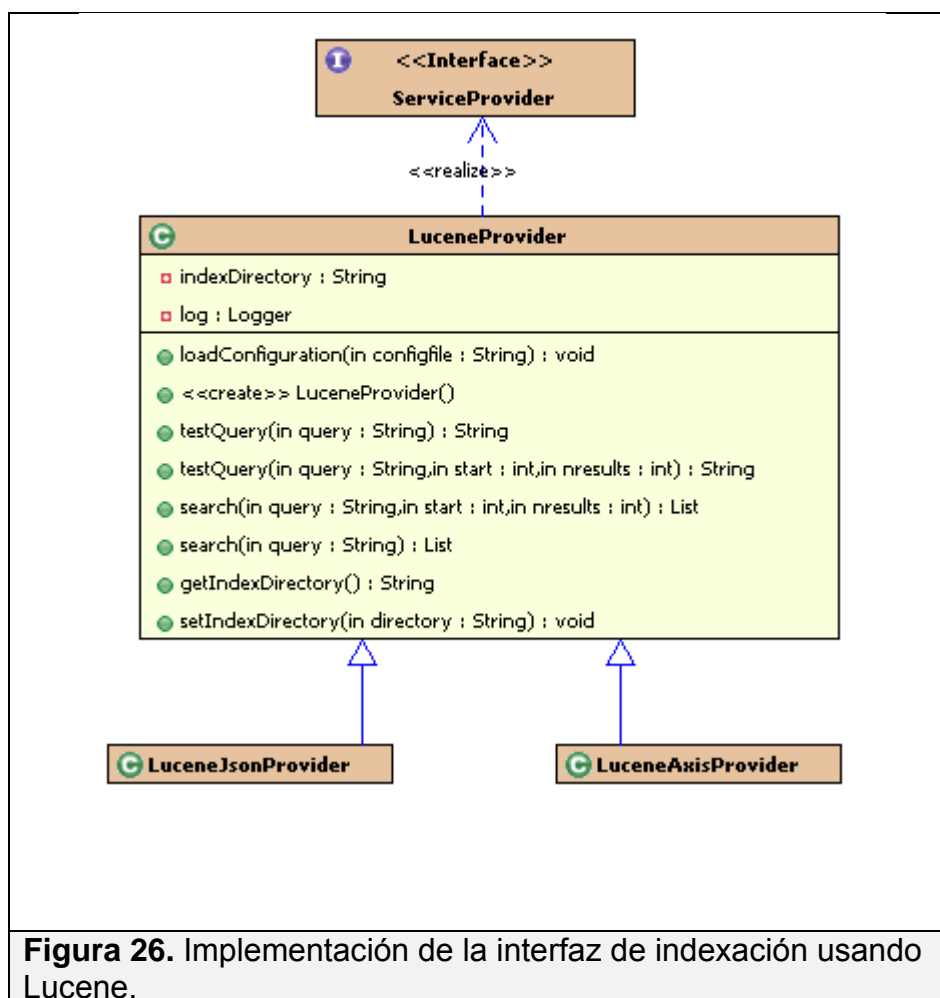 I
<<Interface>>
ServiceProvider
<<realize>>
C
LuceneProvider
indexDirectory : String
log : Logger
loadConfiguration(in configfile : String) : void
<<create>> LuceneProvider()
testQuery(in query : String) : String
testQuery(in query : String,in start : int,in nresults : int) : String
search(in query : String,in start : int,in nresults : int) : List
search(in query : String) : List
getIndexDirectory() : String
setIndexDirectory(in directory : String) : void
C LuceneJsonProvider
C LuceneAxisProvider
Figura 26. Implementación de la interfaz de indexación usando
Lucene.